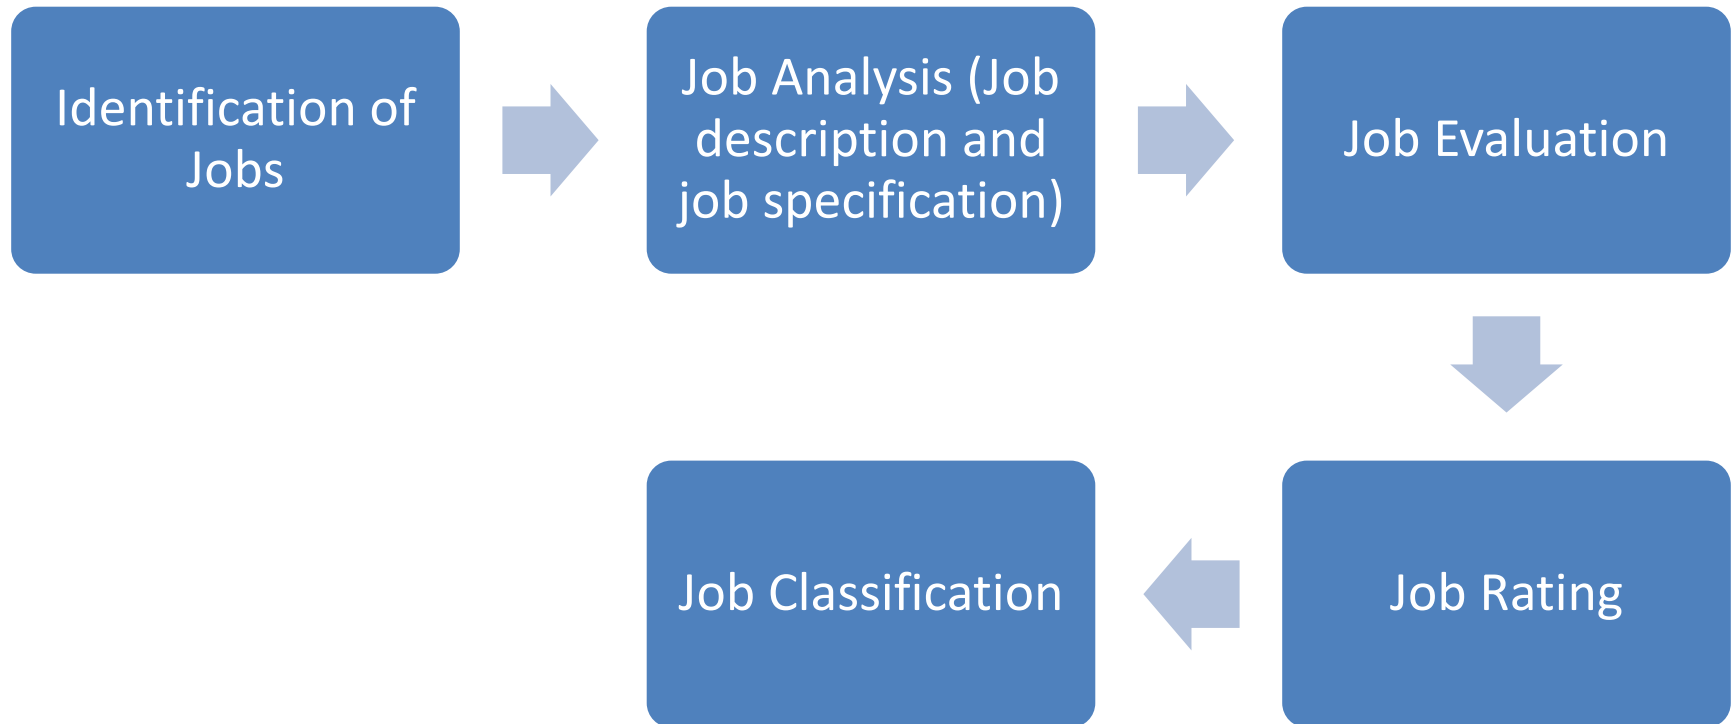 Identification of
Jobs
Job Analysis (Job
description and
job specification)
Job Evaluation
Job Rating
Job Classification